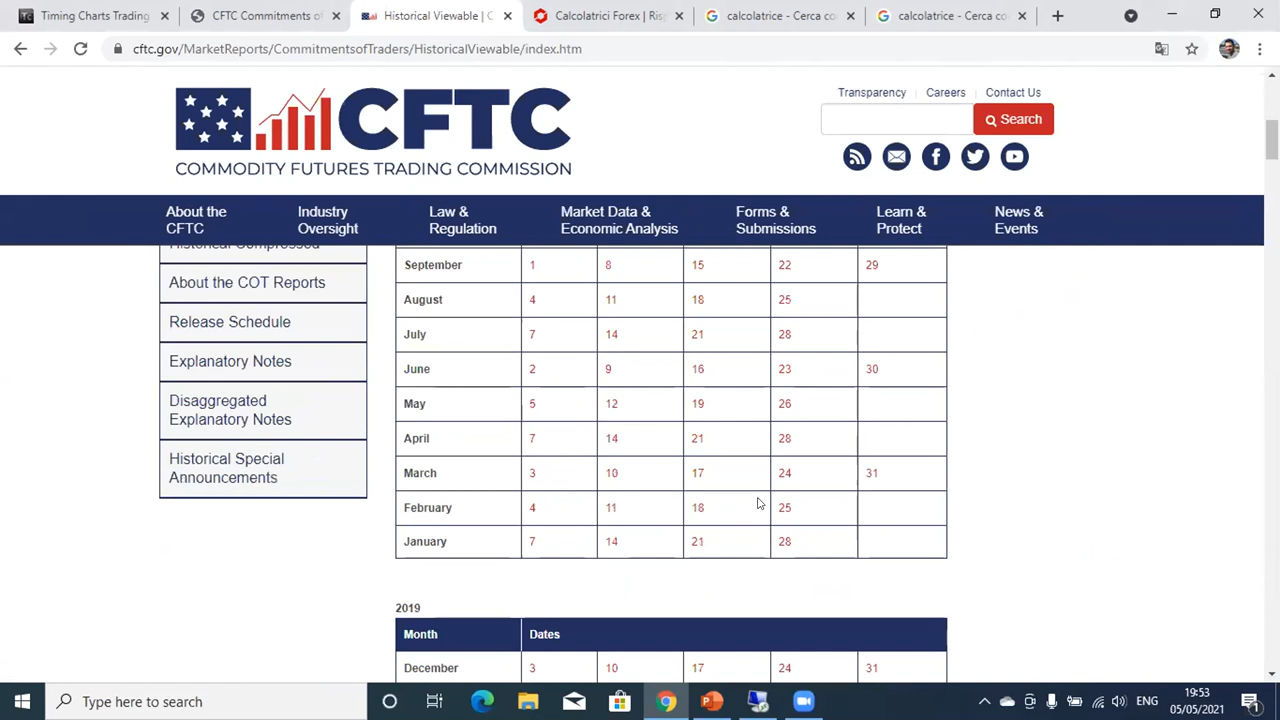 Timing Charts Trading
CFTC Commitments of
Historical Viewable | C
Calcolatrici Forex | Ris
calcolatrice - Cerca co
calcolatrice - Cerca co
cftc.gov/MarketReports/CommitmentsofTraders/HistoricalViewable/index.htm
CFTC
COMMODITY FUTURES TRADING COMMISSION
Transparency Careers Contact Us
Search
About the CFTC
Industry Oversight
Law & Regulation
Market Data & Economic Analysis
Forms & Submissions
Learn & Protect
News & Events
Historical Compressed
About the COT Reports
Release Schedule
Explanatory Notes
Disaggregated
Explanatory Notes
Historical Special
Announcements
September 1 8 15 22 29
August 4 11 18 25
July 7 14 21 28
June 2 9 16 23 30
May 5 12 19 26
April 7 14 21 28
March 3 10 17 24 31
February 4 11 18 25
January 7 14 21 28
2019
Month Dates
December 3 10 17 24 31
Type here to search
ENG
19:53
05/05/2021